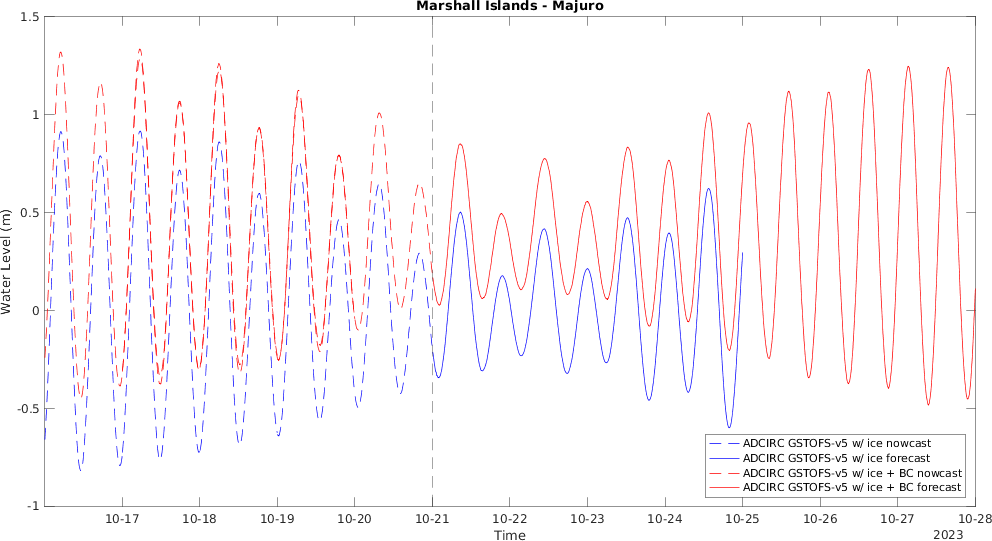 Marshall Islands - Majuro
Water Level (m)
1.5
1
0.5
0
-0.5
-1
ADCIRC GSTOFS-v5 w/ ice nowcast
ADCIRC GSTOFS-v5 w/ ice forecast
ADCIRC GSTOFS-v5 w/ ice + BC nowcast
ADCIRC GSTOFS-v5 w/ ice + BC forecast
10-17 10-18 10-19 10-20 10-21 10-22 10-23 10-24 10-25 10-26 10-27 10-28
Time
2023